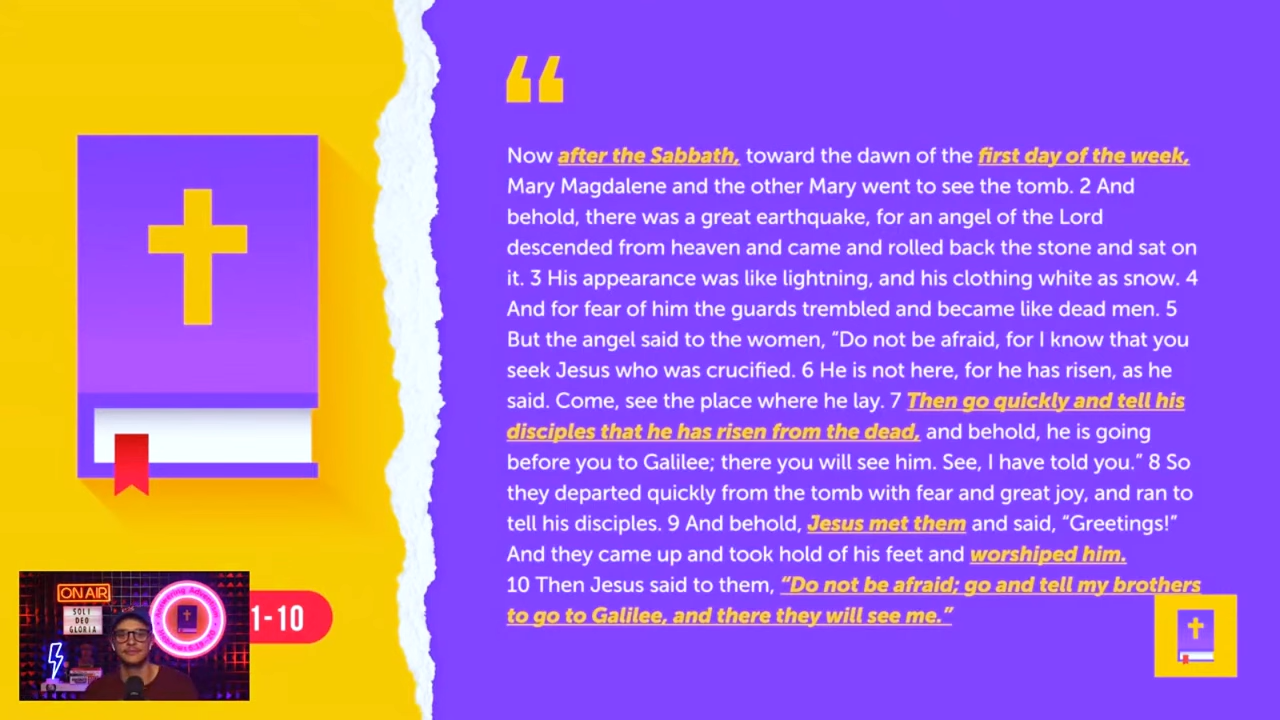 “
Now after the Sabbath, toward the dawn of the first day of the week,
Mary Magdalene and the other Mary went to see the tomb. 2 And
behold, there was a great earthquake, for an angel of the Lord
descended from heaven and came and rolled back the stone and sat on
it. 3 His appearance was like lightning, and his clothing white as snow. 4
And for fear of him the guards trembled and became like dead men. 5
But the angel said to the women, “Do not be afraid, for I know that you
seek Jesus who was crucified. 6 He is not here, for he has risen, as he
said. Come, see the place where he lay. 7 Then go quickly and tell his
disciples that he has risen from the dead, and behold, he is going
before you to Galilee; there you will see him. See, I have told you.” 8 So
they departed quickly from the tomb with fear and great joy, and ran to
tell his disciples. 9 And behold, Jesus met them and said, “Greetings!”
And they came up and took hold of his feet and worshiped him.
10 Then Jesus said to them, “Do not be afraid; go and tell my brothers
to go to Galilee, and there they will see me.”
1-10
ON AIR
SOLI
DEO
GLORIA